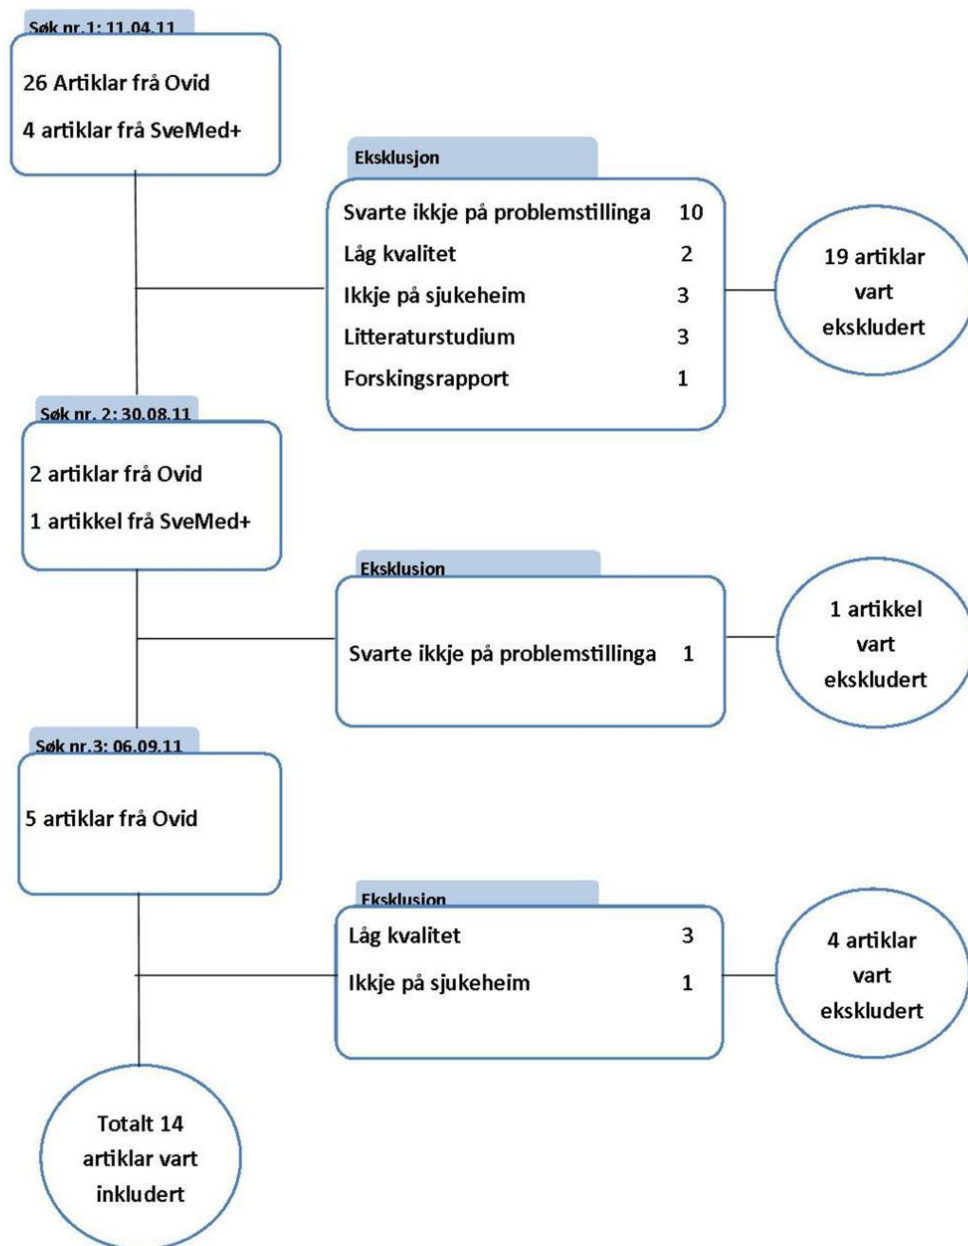 Søk nr.1: 11.04.11
26 Artiklar frå Ovid
4 artiklar frå SveMed+
Eksklusjon
Svarte ikkje på problemstillinga 10
Låg kvalitet 2
Ikkje på sjukeheim 3
Litteraturstudium 3
Forskingsrapport 1
19 artiklar
vart
ekskludert
Søk nr. 2: 30.08.11
2 artiklar frå Ovid
1 artikkel frå SveMed+
Eksklusion
Svarte ikkje på problemstillinga 1
1 artikkel
vart
ekskludert
Søk nr.3: 06.09.11
5 artiklar frå Ovid
Eksklusion
Låg kvalitet 3
Ikkje på sjukeheim 1
4 artiklar
vart
ekskludert
Totalt 14
artiklar vart
inkludert